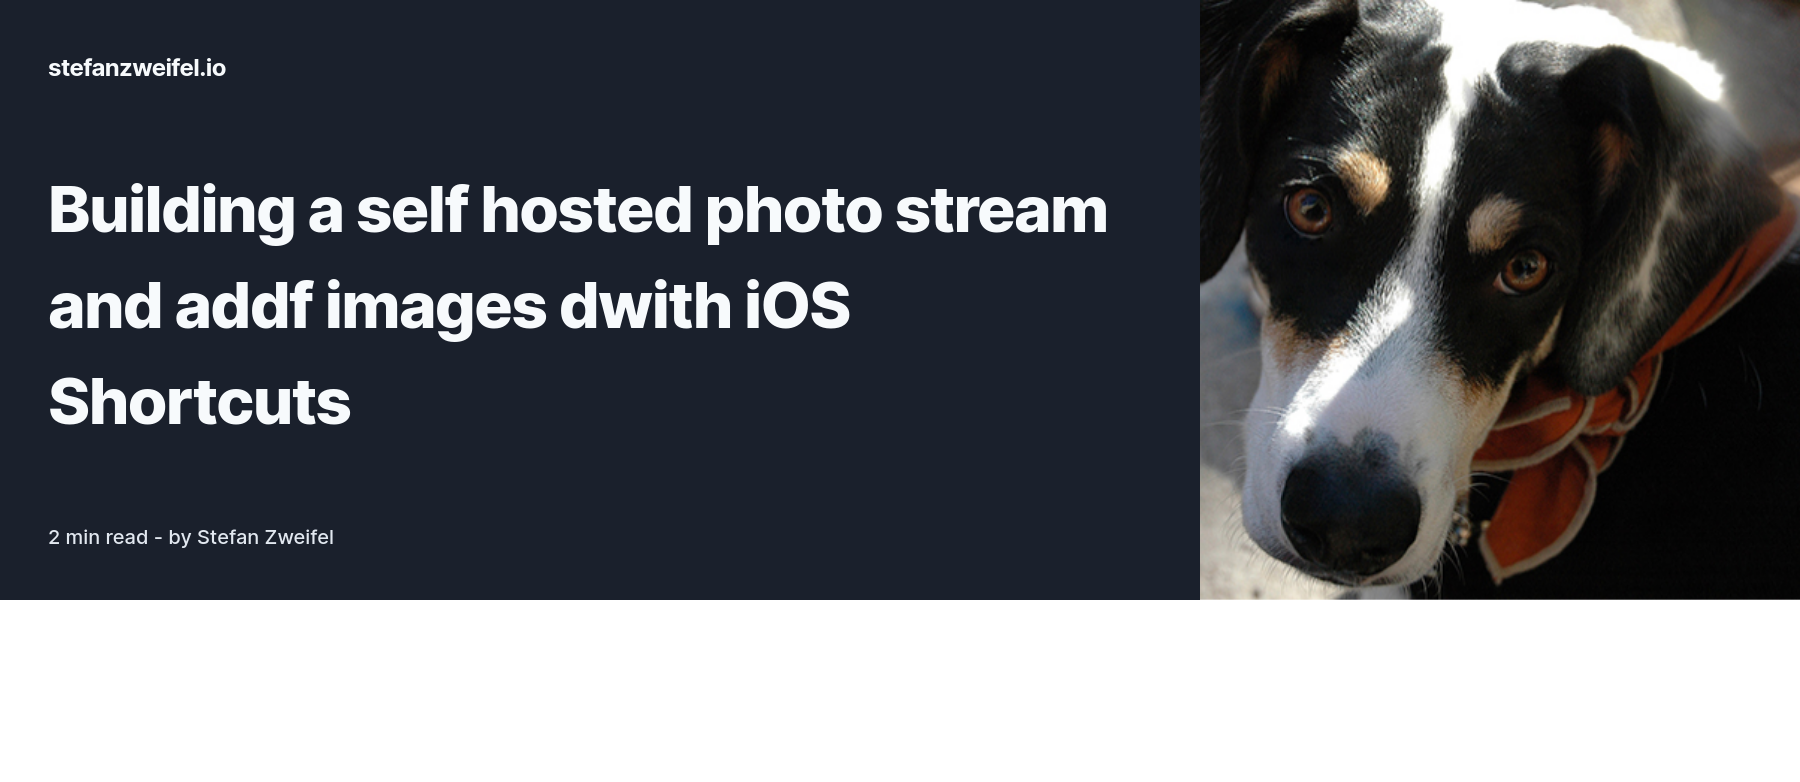 stefanzweifel.io
Building a self hosted photo stream
and addf images dwith iOS
Shortcuts
2 min read - by Stefan Zweifel